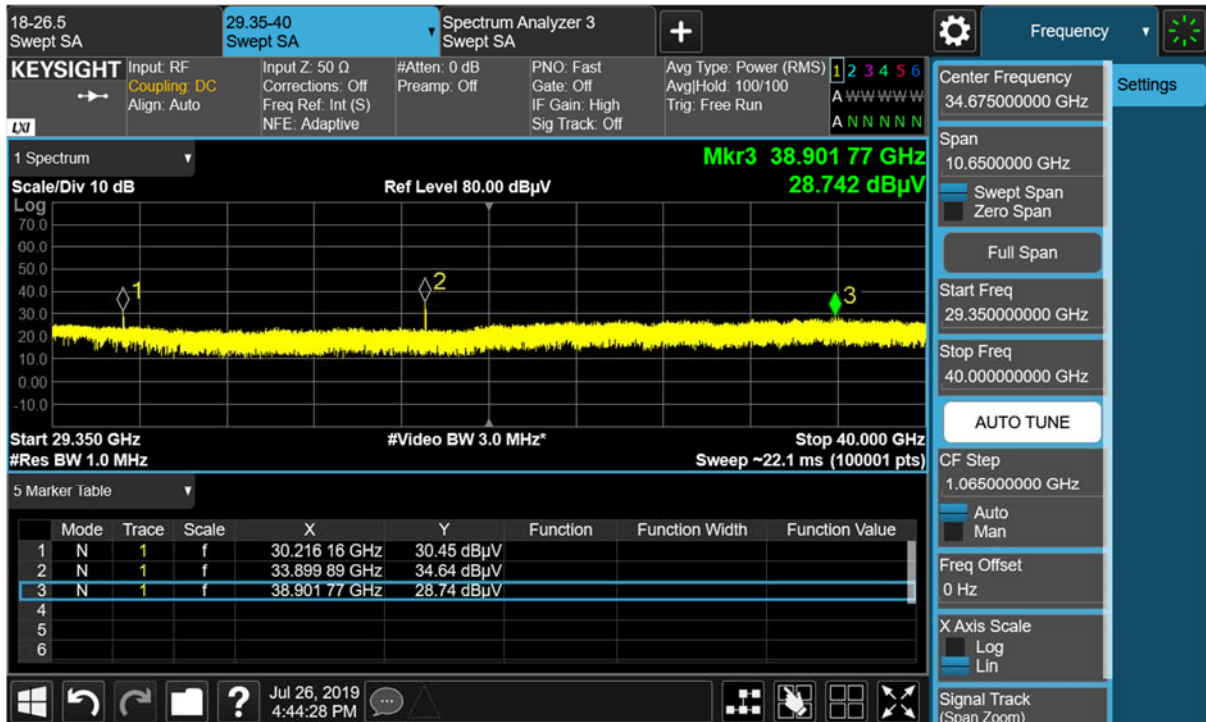 18-26.5
Swept SA
29.35-40
Swept SA
Spectrum Analyzer 3
Swept SA
Frequency
KEYSIGHT
LXI
Input: RF
Coupling: DC
Align: Auto
Input Z: 50 Ω
Corrections: Off
Freq Ref: Int (S)
NFE: Adaptive
#Atten: 0 dB
Preamp: Off
PNO: Fast
Gate: Off
IF Gain: High
Sig Track: Off
Avg Type: Power (RMS)
Avg|Hold: 100/100
Trig: Free Run
1 2 3 4 5 6
A W W W W W
A N N N N N
1 Spectrum
Mkr3 38.901 77 GHz
28.742 dBµV
Scale/Div 10 dB
Ref Level 80.00 dBµV
Log
70.0
60.0
50.0
40.0
30.0
20.0
10.0
0.00
-10.0
1
2
3
Start 29.350 GHz
#Video BW 3.0 MHz*
Stop 40.000 GHz
#Res BW 1.0 MHz
Sweep ~22.1 ms (100001 pts)
5 Marker Table
Mode Trace Scale X Y Function Function Width Function Value
1 N 1 f 30.216 16 GHz 30.45 dBµV
2 N 1 f 33.899 89 GHz 34.64 dBµV
3 N 1 f 38.901 77 GHz 28.74 dBµV
4
5
6
Jul 26, 2019
4:44:28 PM
Settings
Center Frequency
34.675000000 GHz
Span
10.6500000 GHz
Swept Span
Zero Span
Full Span
Start Freq
29.350000000 GHz
Stop Freq
40.000000000 GHz
AUTO TUNE
CF Step
1.065000000 GHz
Auto
Man
Freq Offset
0 Hz
X Axis Scale
Log
Lin
Signal Track
(Span Zoom)